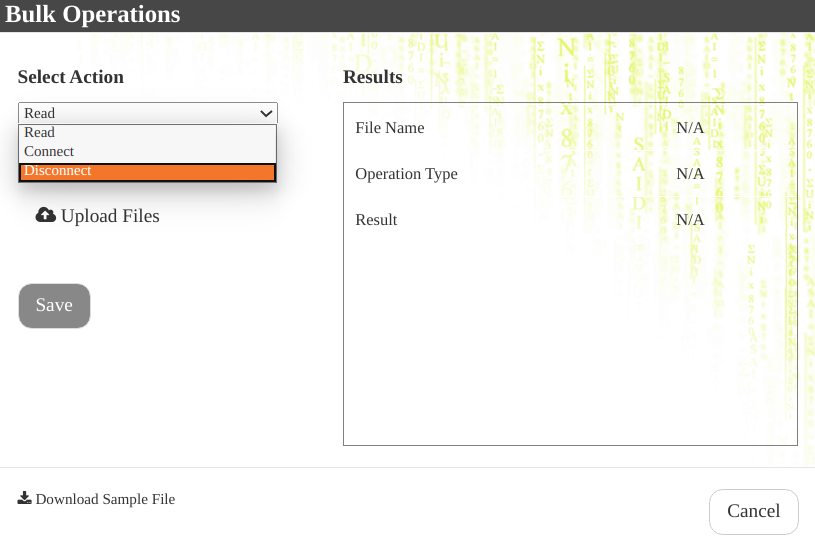 Bulk Operations
Select Action
Read
Read
Connect
Disconnect
Upload Files
Save
Results
File Name N/A
Operation Type N/A
Result N/A
Download Sample File
Cancel